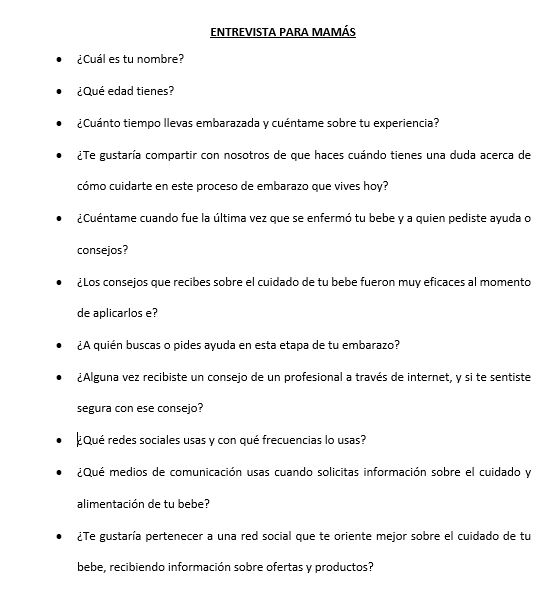 ENTREVISTA PARA MAMÁS
• ¿Cuál es tu nombre?
• ¿Qué edad tienes?
• ¿Cuánto tiempo llevas embarazada y cuéntame sobre tu experiencia?
• ¿Te gustaría compartir con nosotros de que haces cuándo tienes una duda acerca de
cómo cuidarte en este proceso de embarazo que vives hoy?
• ¿Cuéntame cuando fue la última vez que se enfermó tu bebe y a quien pediste ayuda o
consejos?
• ¿Los consejos que recibes sobre el cuidado de tu bebe fueron muy eficaces al momento
de aplicarlos e?
• ¿A quién buscas o pides ayuda en esta etapa de tu embarazo?
• ¿Alguna vez recibiste un consejo de un profesional a través de internet, y si te sentiste
segura con ese consejo?
• ¿Qué redes sociales usas y con qué frecuencias lo usas?
• ¿Qué medios de comunicación usas cuando solicitas información sobre el cuidado y
alimentación de tu bebe?
• ¿Te gustaría pertenecer a una red social que te oriente mejor sobre el cuidado de tu
bebe, recibiendo información sobre ofertas y productos?